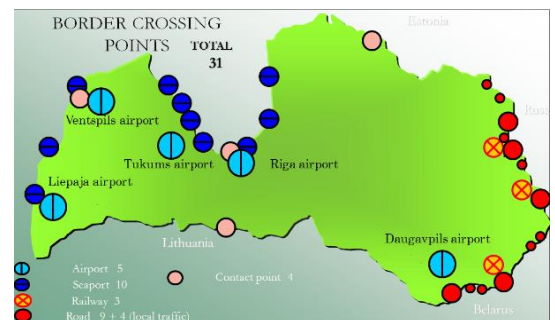 BORDER CROSSING
POINTS TOTAL
31
Estonia
Russ
Ventspils airport
Tukums airport
Riga airport
Liepaja airport
Lithuania
Daugavpils airport
Airport 5
Seaport 10
Railway 3
Road 9 + 4 (local traffic)
Contact point 4
Belarus